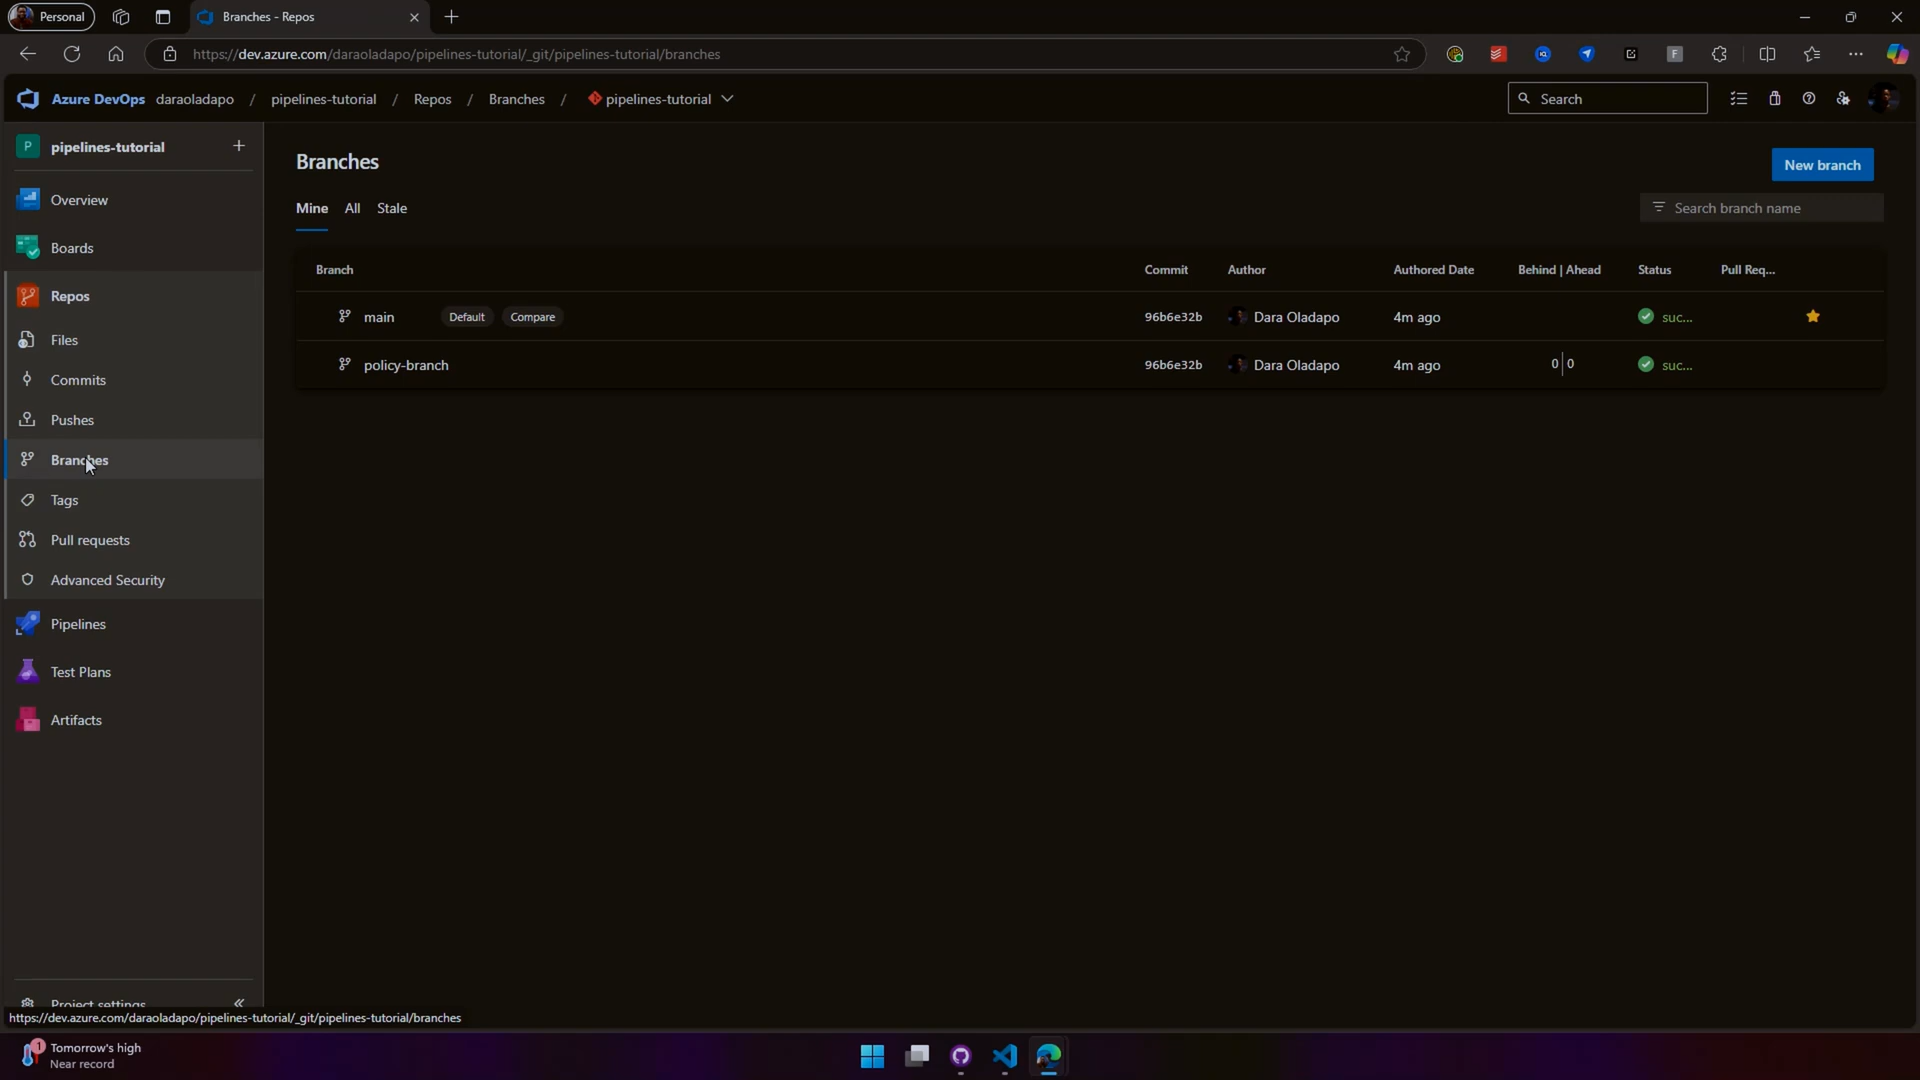 Personal
Branches - Repos
https://dev.azure.com/daraoladapo/pipelines-tutorial/_git/pipelines-tutorial/branches
F
Azure DevOps daraoladapo / pipelines-tutorial / Repos / Branches / pipelines-tutorial
Search
P pipelines-tutorial
Overview
Boards
Repos
Files
Commits
Pushes
Branches
Tags
Pull requests
Advanced Security
Pipelines
Test Plans
Artifacts
Project settings
Branches
New branch
Mine All Stale
Search branch name
Branch Commit Author Authored Date Behind | Ahead Status Pull Req...
main Default Compare 96b6e32b Dara Oladapo 4m ago suc...
policy-branch 96b6e32b Dara Oladapo 4m ago 0 | 0 suc...
https://dev.azure.com/daraoladapo/pipelines-tutorial/_git/pipelines-tutorial/branches
1
Tomorrow's high
Near record